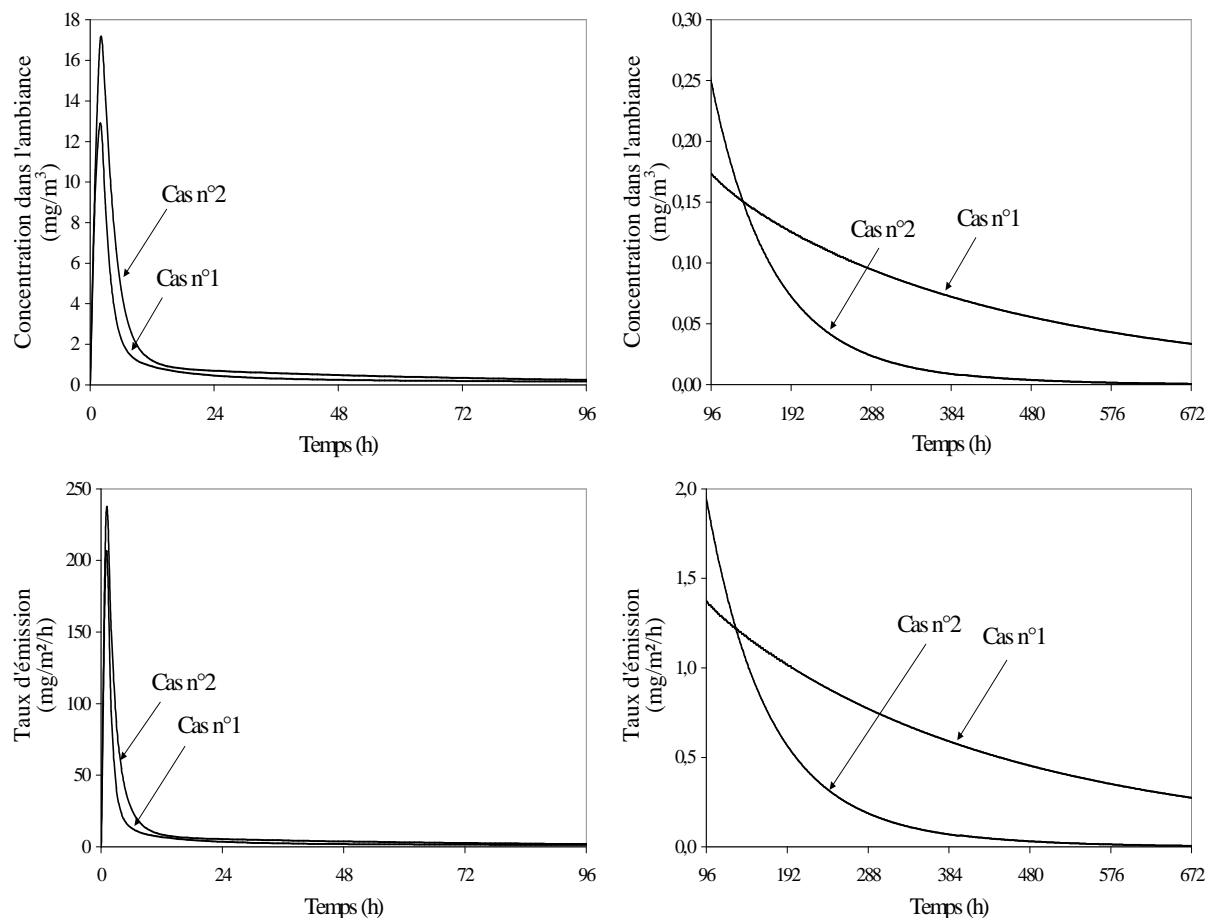 Concentration dans l'ambiance
(mg/m³)
18
16
14
12
10
8
6
4
2
0
Cas n°2
Cas n°1
0 24 48 72 96
Temps (h)
Concentration dans l'ambiance
(mg/m³)
0,30
0,25
0,20
0,15
0,10
0,05
0,00
Cas n°2
Cas n°1
96 192 288 384 480 576 672
Temps (h)
Taux d'émission
(mg/m²/h)
250
200
150
100
50
0
Cas n°2
Cas n°1
0 24 48 72 96
Temps (h)
Taux d'émission
(mg/m²/h)
2,0
1,5
1,0
0,5
0,0
Cas n°2
Cas n°1
96 192 288 384 480 576 672
Temps (h)